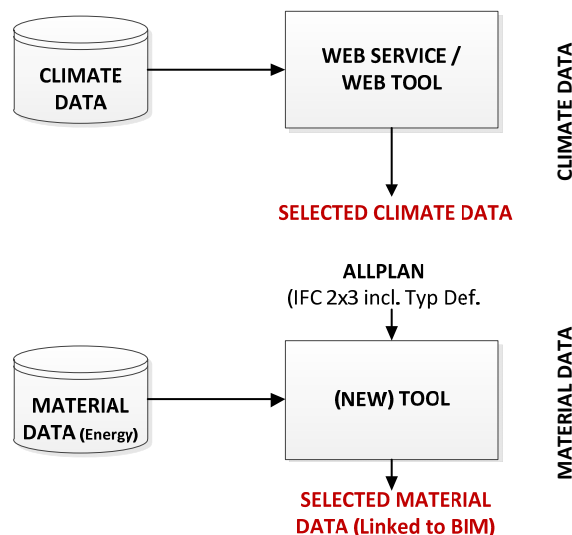 CLIMATE
DATA
WEB SERVICE /
WEB TOOL
CLIMATE DATA
SELECTED CLIMATE DATA
ALLPLAN
(IFC 2x3 incl. Typ Def.
MATERIAL
DATA (Energy)
(NEW) TOOL
MATERIAL DATA
SELECTED MATERIAL
DATA (Linked to BIM)